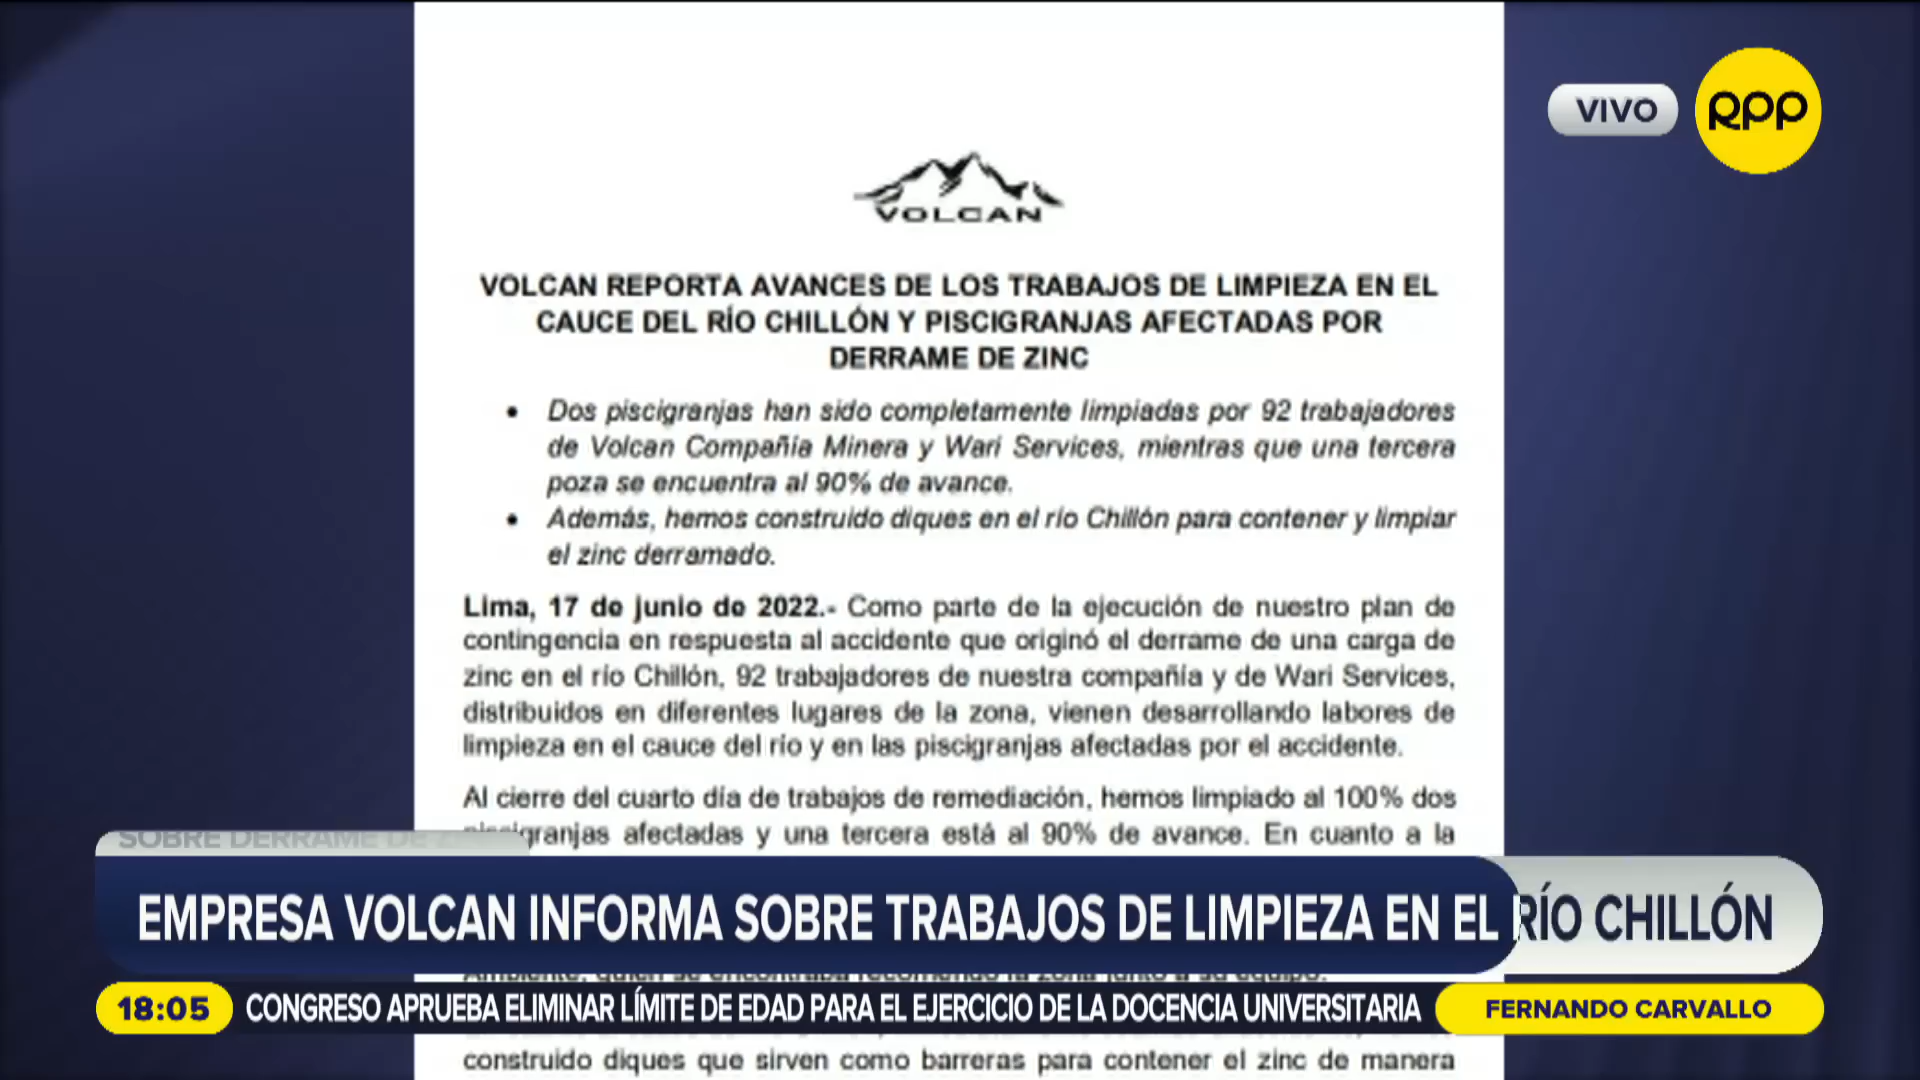 VIVO
RPP
VOLCAN
VOLCAN REPORTA AVANCES DE LOS TRABAJOS DE LIMPIEZA EN EL
CAUCE DEL RÍO CHILLÓN Y PISCIGRANJAS AFECTADAS POR
DERRAME DE ZINC
• Dos piscigranjas han sido completamente limpiadas por 92 trabajadores
de Volcan Compañía Minera y Wari Services, mientras que una tercera
poza se encuentra al 90% de avance.
• Además, hemos construido diques en el río Chillón para contener y limpiar
el zinc derramado.
Lima, 17 de junio de 2022.- Como parte de la ejecución de nuestro plan de
contingencia en respuesta al accidente que originó el derrame de una carga de
zinc en el río Chillón, 92 trabajadores de nuestra compañía y de Wari Services,
distribuidos en diferentes lugares de la zona, vienen desarrollando labores de
limpieza en el cauce del río y en las piscigranjas afectadas por el accidente.
Al cierre del cuarto día de trabajos de remediación, hemos limpiado al 100% dos
piscigranjas afectadas y una tercera está al 90% de avance. En cuanto a la
SOBRE DERRAME DE
EMPRESA VOLCAN INFORMA SOBRE TRABAJOS DE LIMPIEZA EN EL RÍO CHILLÓN
18:05 CONGRESO APRUEBA ELIMINAR LÍMITE DE EDAD PARA EL EJERCICIO DE LA DOCENCIA UNIVERSITARIA FERNANDO CARVALLO
construido diques que sirven como barreras para contener el zinc de manera